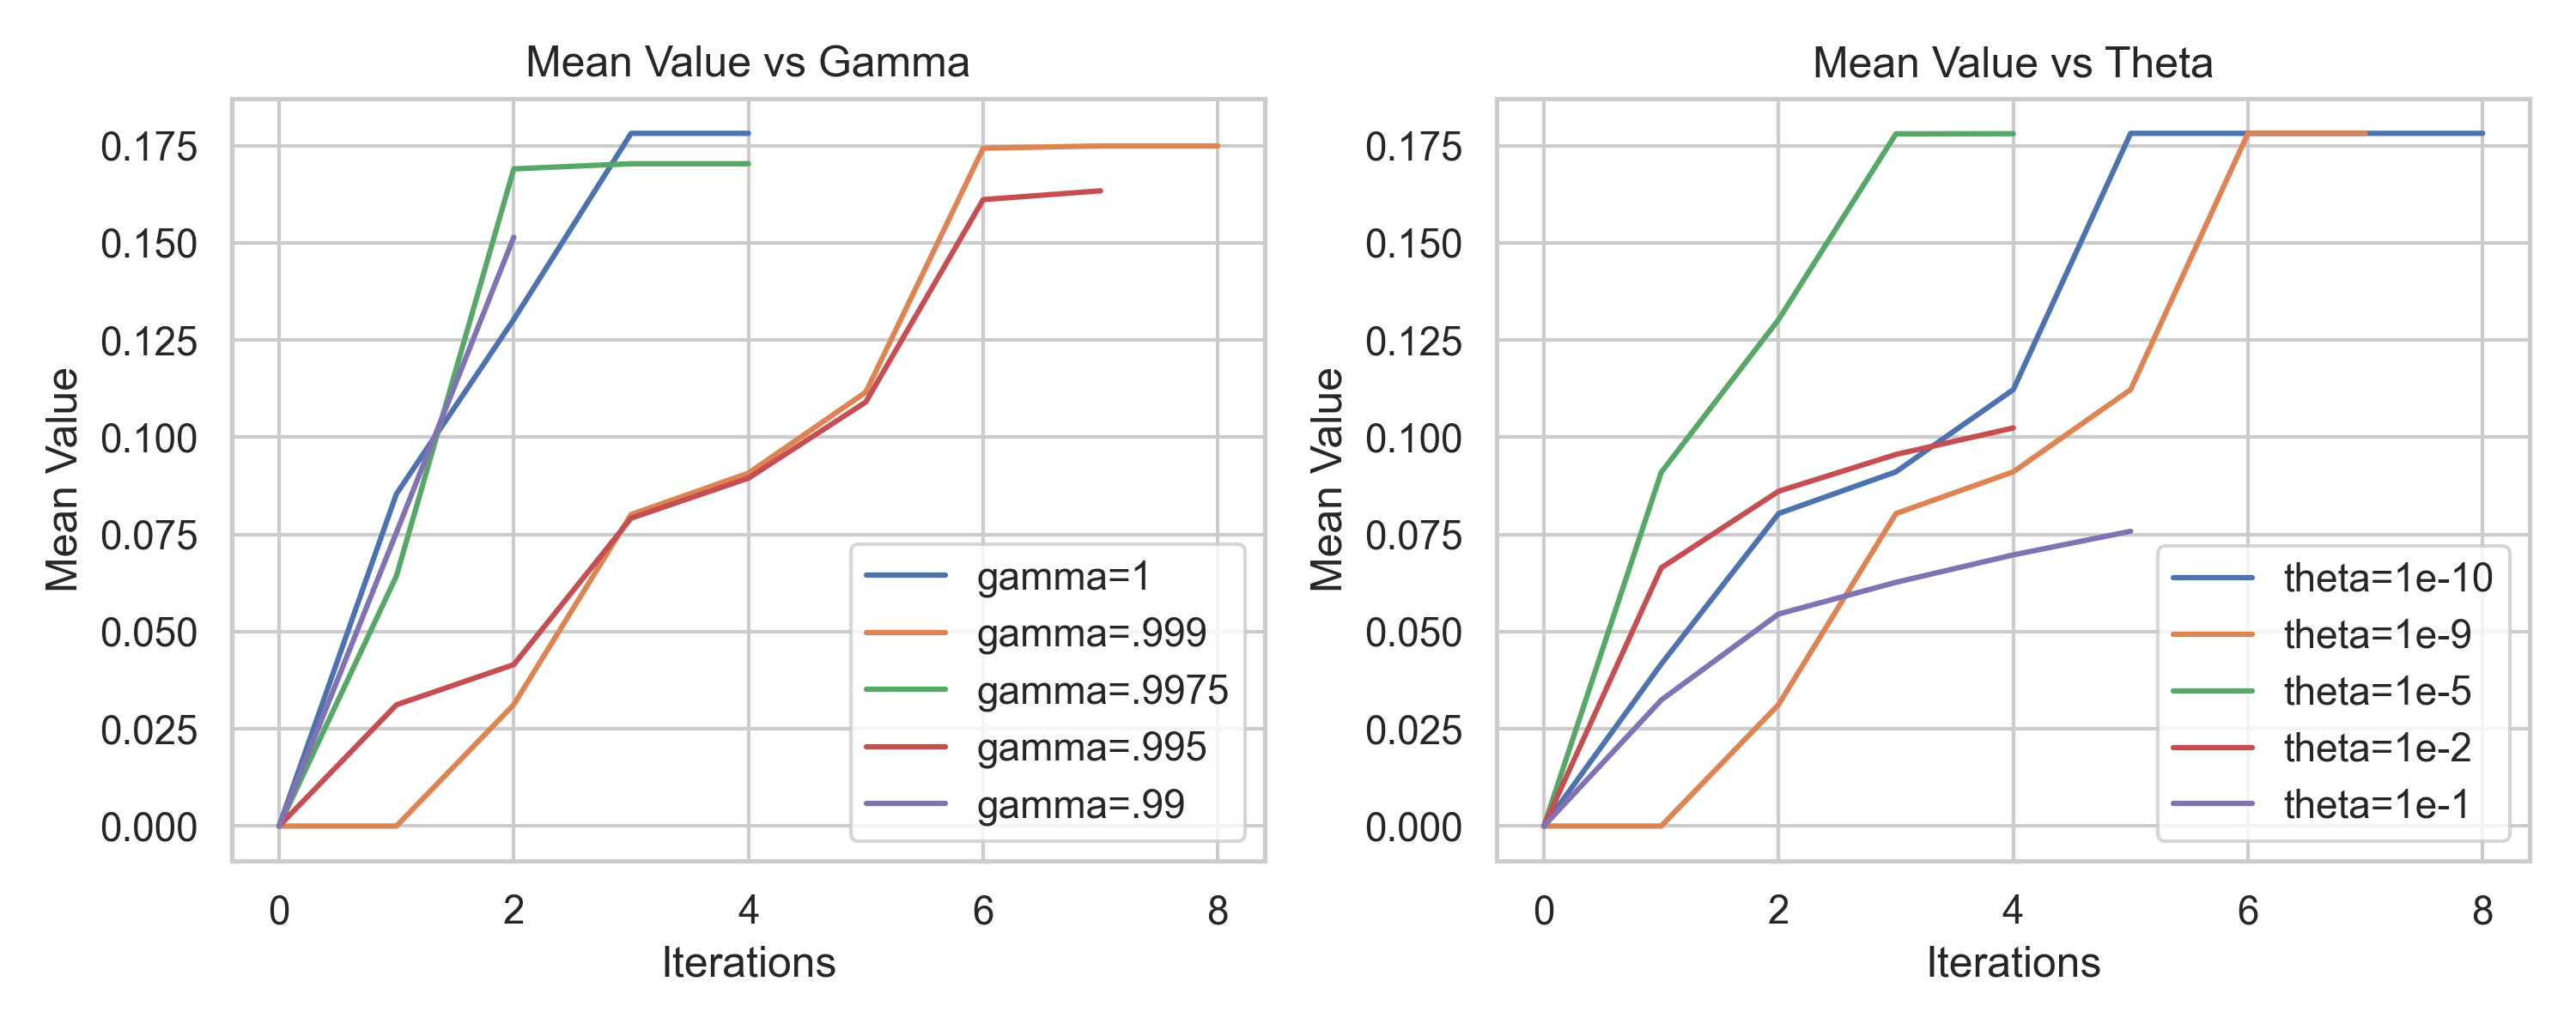 Mean Value vs Gamma
Mean Value
0.175
0.150
0.125
0.100
0.075
0.050
0.025
0.000
0 2 4 6 8
Iterations
gamma=1
gamma=.999
gamma=.9975
gamma=.995
gamma=.99
Mean Value vs Theta
Mean Value
0.175
0.150
0.125
0.100
0.075
0.050
0.025
0.000
0 2 4 6 8
Iterations
theta=1e-10
theta=1e-9
theta=1e-5
theta=1e-2
theta=1e-1